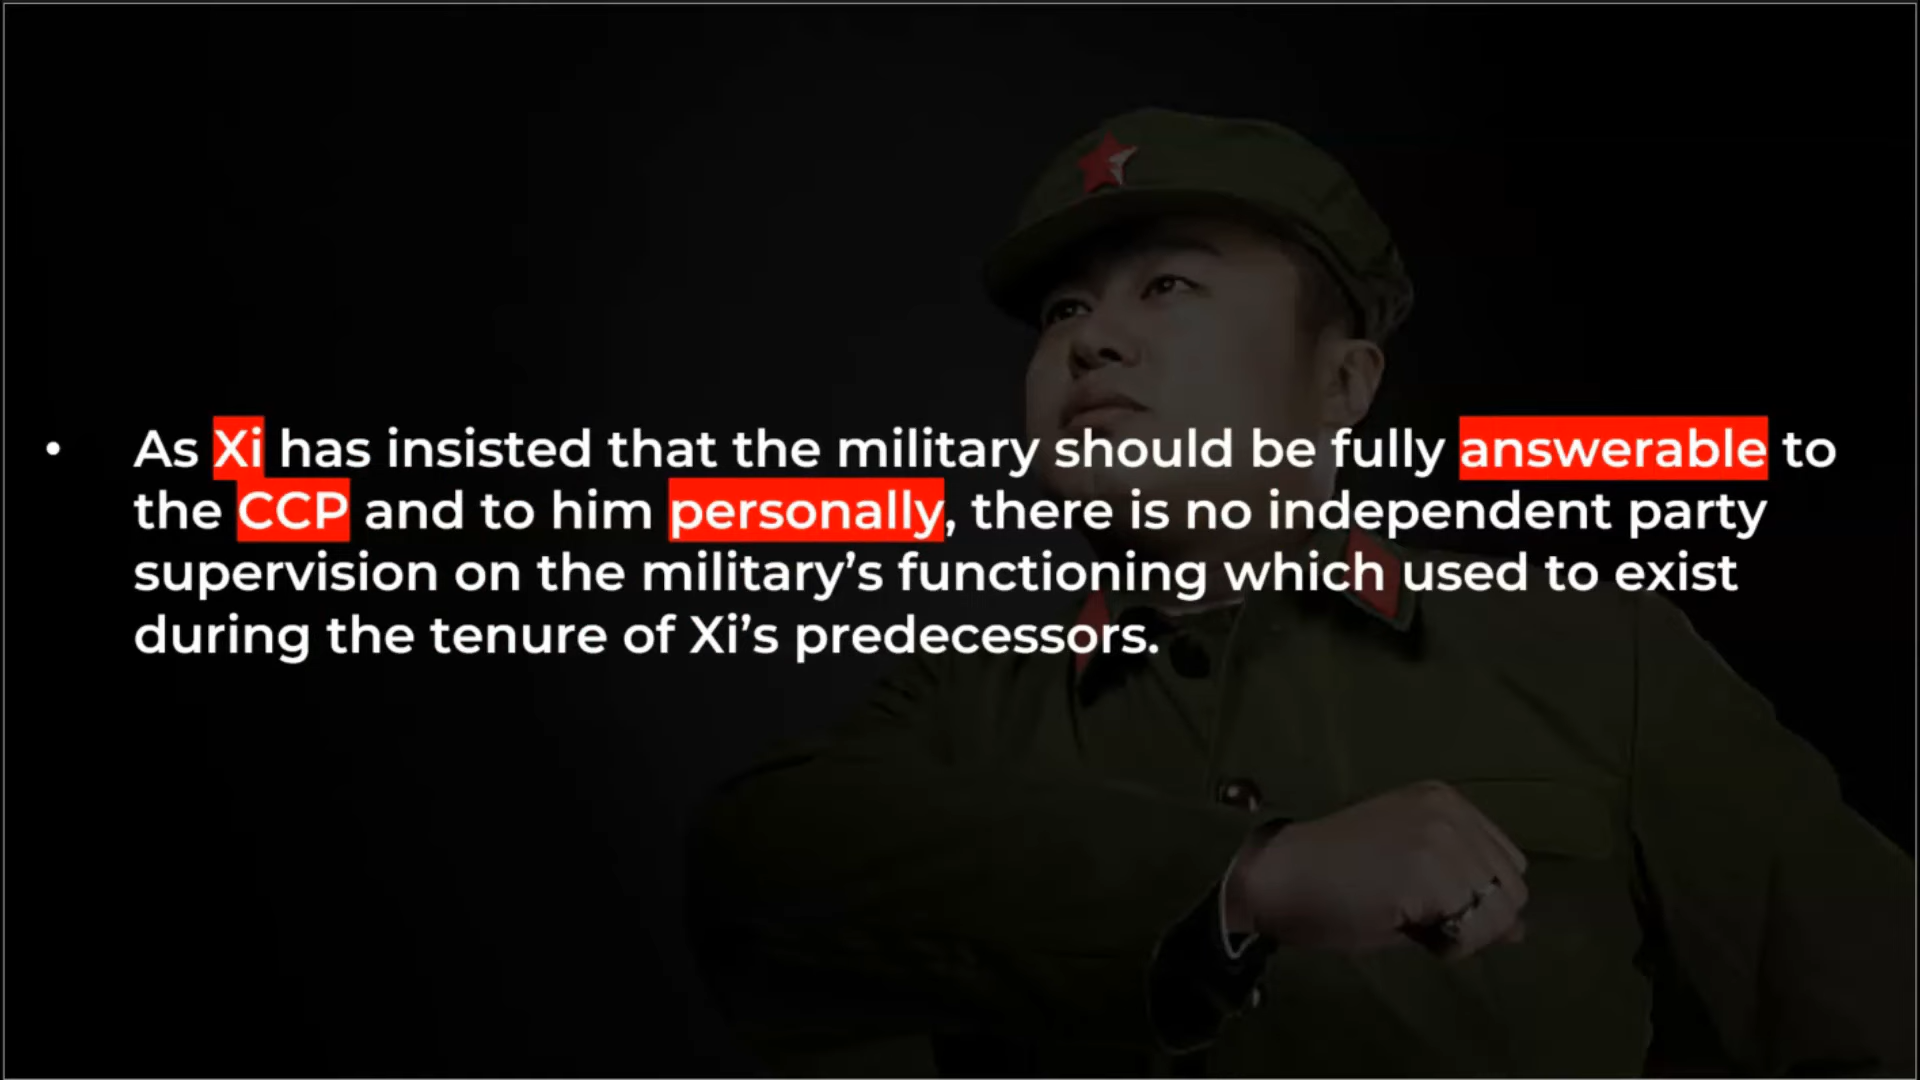 • As Xi has insisted that the military should be fully answerable to
the CCP and to him personally, there is no independent party
supervision on the military’s functioning which used to exist
during the tenure of Xi’s predecessors.